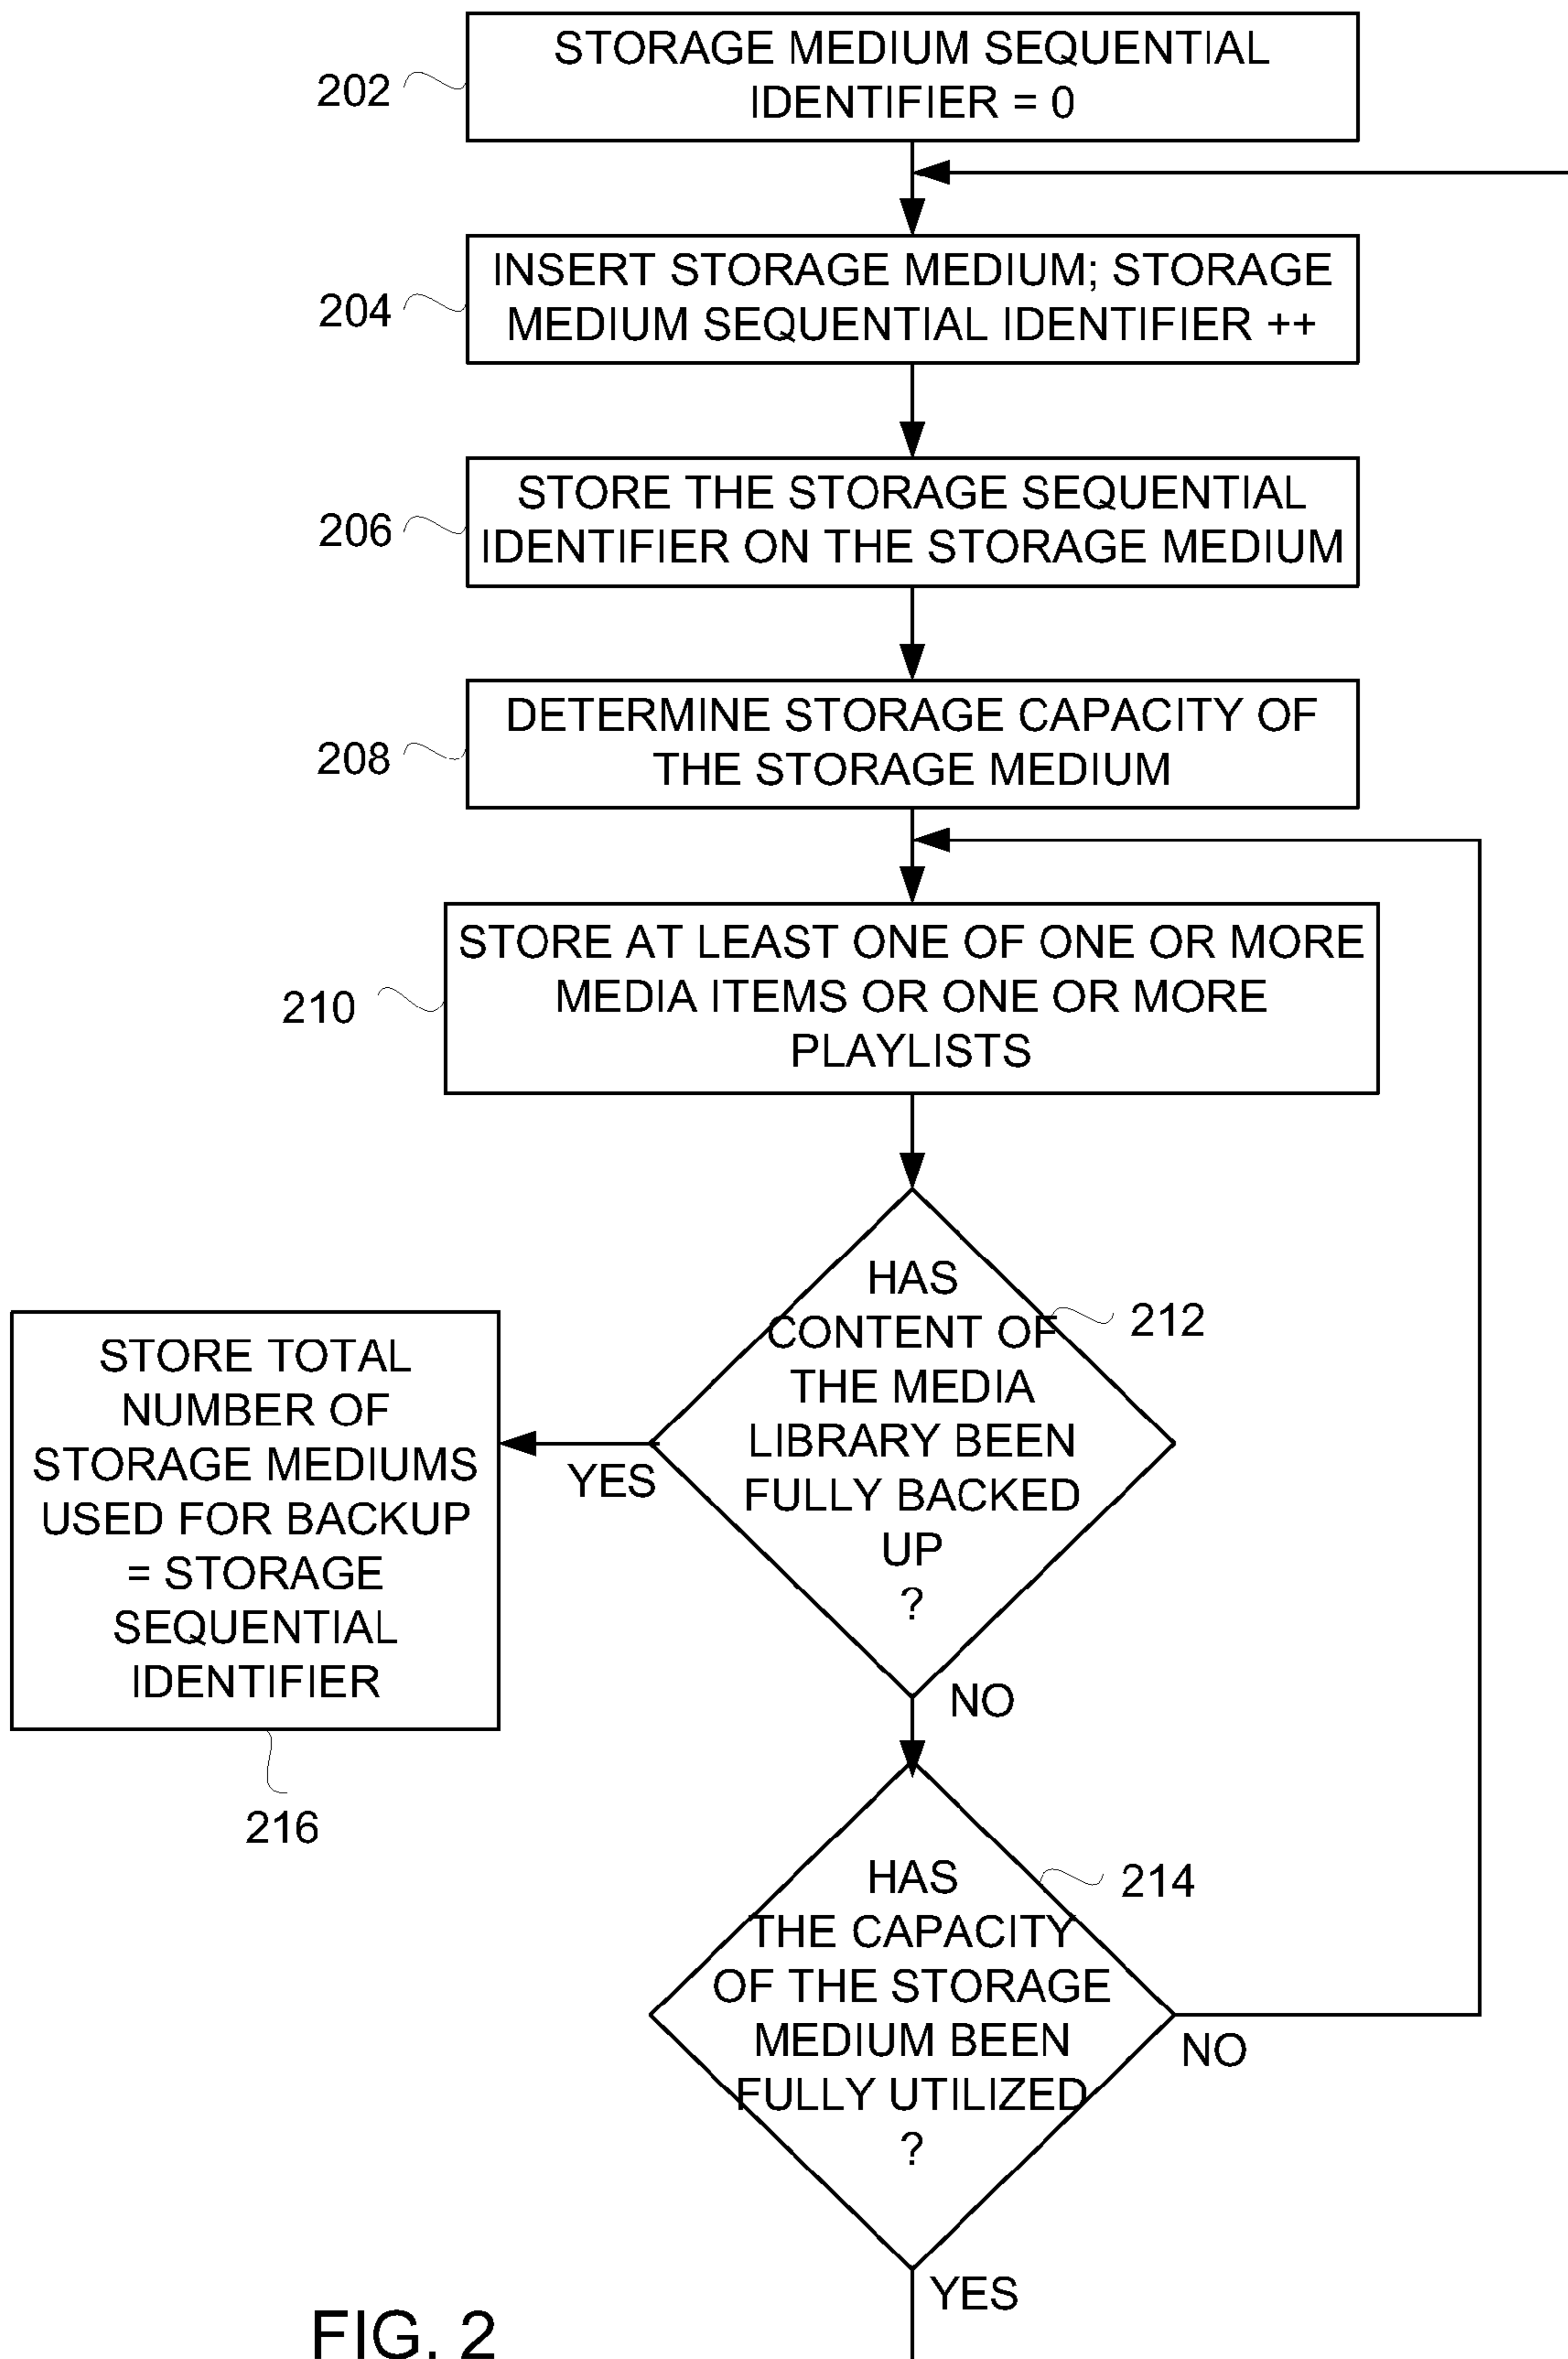 STORAGE MEDIUM SEQUENTIAL
IDENTIFIER = 0
202
INSERT STORAGE MEDIUM; STORAGE
MEDIUM SEQUENTIAL IDENTIFIER ++
204
STORE THE STORAGE SEQUENTIAL
IDENTIFIER ON THE STORAGE MEDIUM
206
DETERMINE STORAGE CAPACITY OF
THE STORAGE MEDIUM
208
STORE AT LEAST ONE OF ONE OR MORE
MEDIA ITEMS OR ONE OR MORE
PLAYLISTS
210
HAS
CONTENT OF
THE MEDIA
LIBRARY BEEN
FULLY BACKED
UP
?
212
YES
NO
STORE TOTAL
NUMBER OF
STORAGE MEDIUMS
USED FOR BACKUP
= STORAGE
SEQUENTIAL
IDENTIFIER
216
HAS
THE CAPACITY
OF THE STORAGE
MEDIUM BEEN
FULLY UTILIZED
?
214
NO
YES
FIG. 2